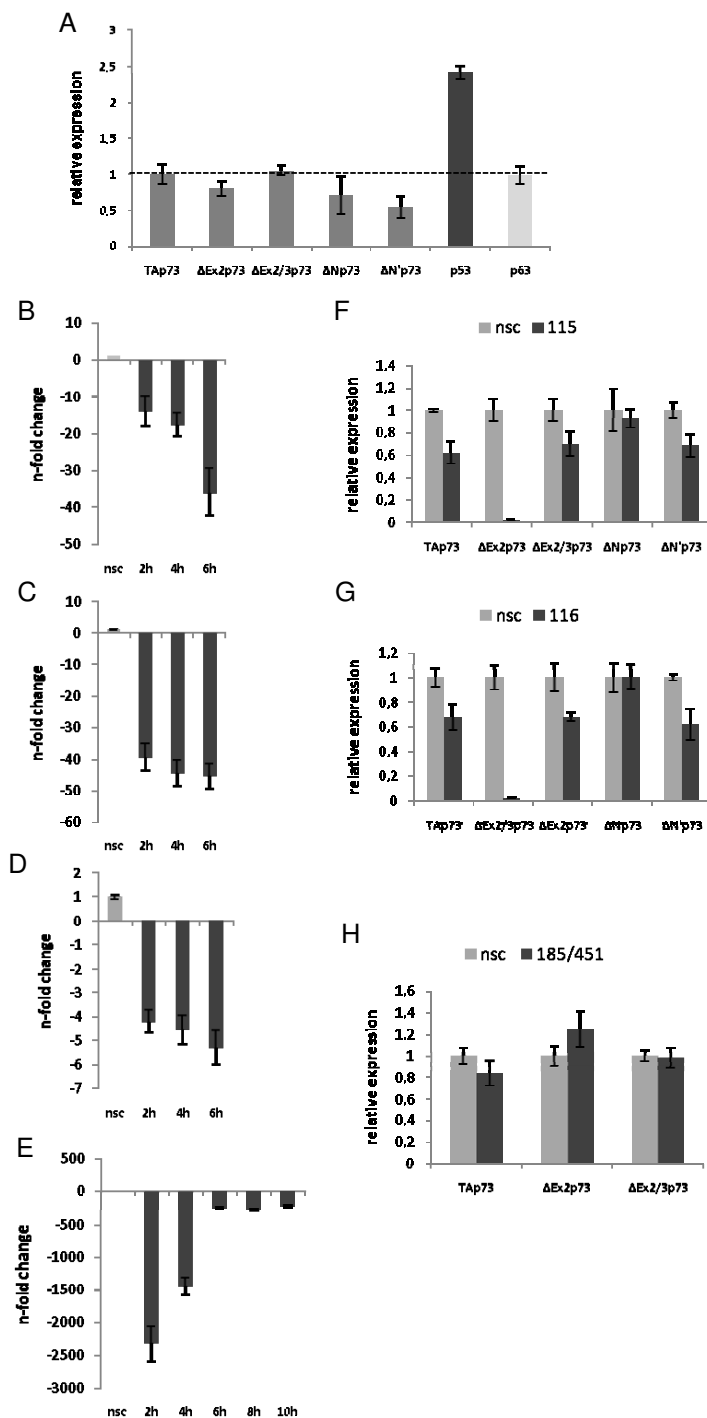 A
relative expression
3
2,5
2
1,5
1
0,5
0
TAp73 ΔEx2p73 ΔEx2/3p73 ΔNp73 ΔN'p73 p53 p63
B
n-fold change
10
0
-10
-20
-30
-40
-50
nsc 2h 4h 6h
C
n-fold change
10
0
-10
-20
-30
-40
-50
-60
nsc 2h 4h 6h
D
n-fold change
2
1
0
-1
-2
-3
-4
-5
-6
-7
nsc 2h 4h 6h
E
n-fold change
500
0
-500
-1000
-1500
-2000
-2500
-3000
nsc 2h 4h 6h 8h 10h
F
nsc 115
relative expression
1,4
1,2
1
0,8
0,6
0,4
0,2
0
TAp73 ΔEx2p73 ΔEx2/3p73 ΔNp73 ΔN'p73
G
nsc 116
relative expression
1,2
1
0,8
0,6
0,4
0,2
0
TAp73 ΔEx2/3p73 ΔEx2p73 ΔNp73 ΔN'p73
H
nsc 185/451
relative expression
1,6
1,4
1,2
1
0,8
0,6
0,4
0,2
0
TAp73 ΔEx2p73 ΔEx2/3p73